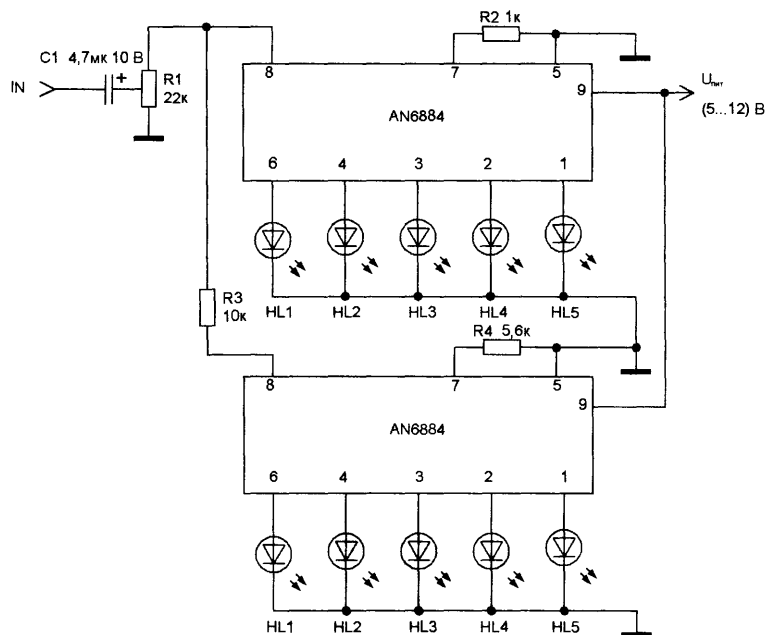 R2 1к
C1 4,7мк 10 В
+
IN
R1
22к
8
7
5
9
Uпит
(5...12) В
AN6884
6
4
3
2
1
HL1
HL2
HL3
HL4
HL5
R3
10к
R4 5,6к
8
7
5
9
AN6884
6
4
3
2
1
HL1
HL2
HL3
HL4
HL5